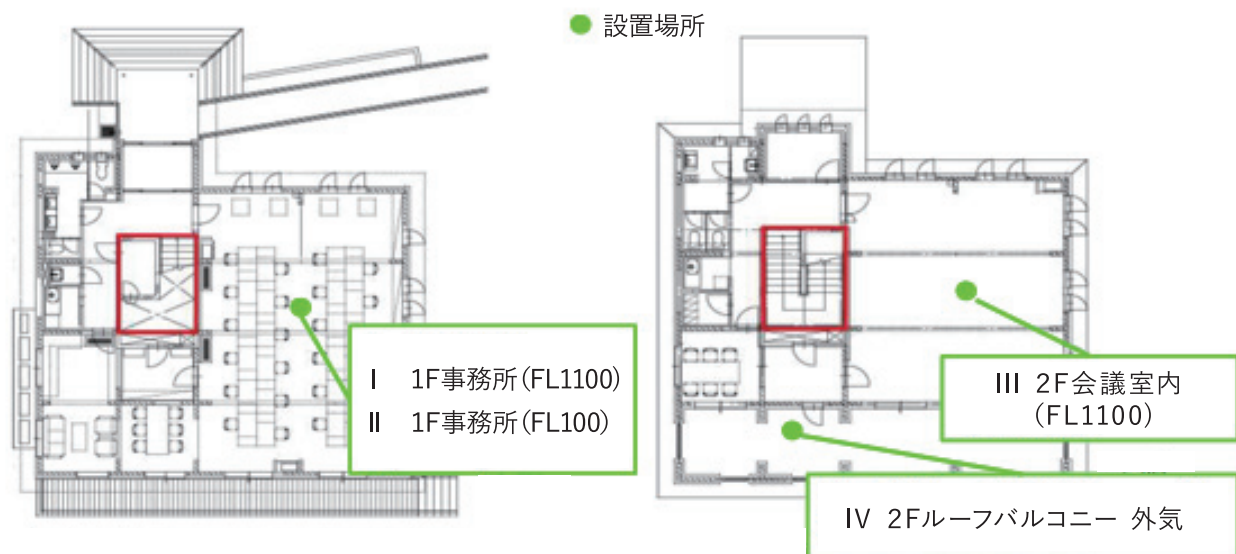 設置場所
I 1F事務所(FL1100)
II 1F事務所(FL100)
III 2F会議室内
(FL1100)
IV 2Fルーフバルコニー 外気